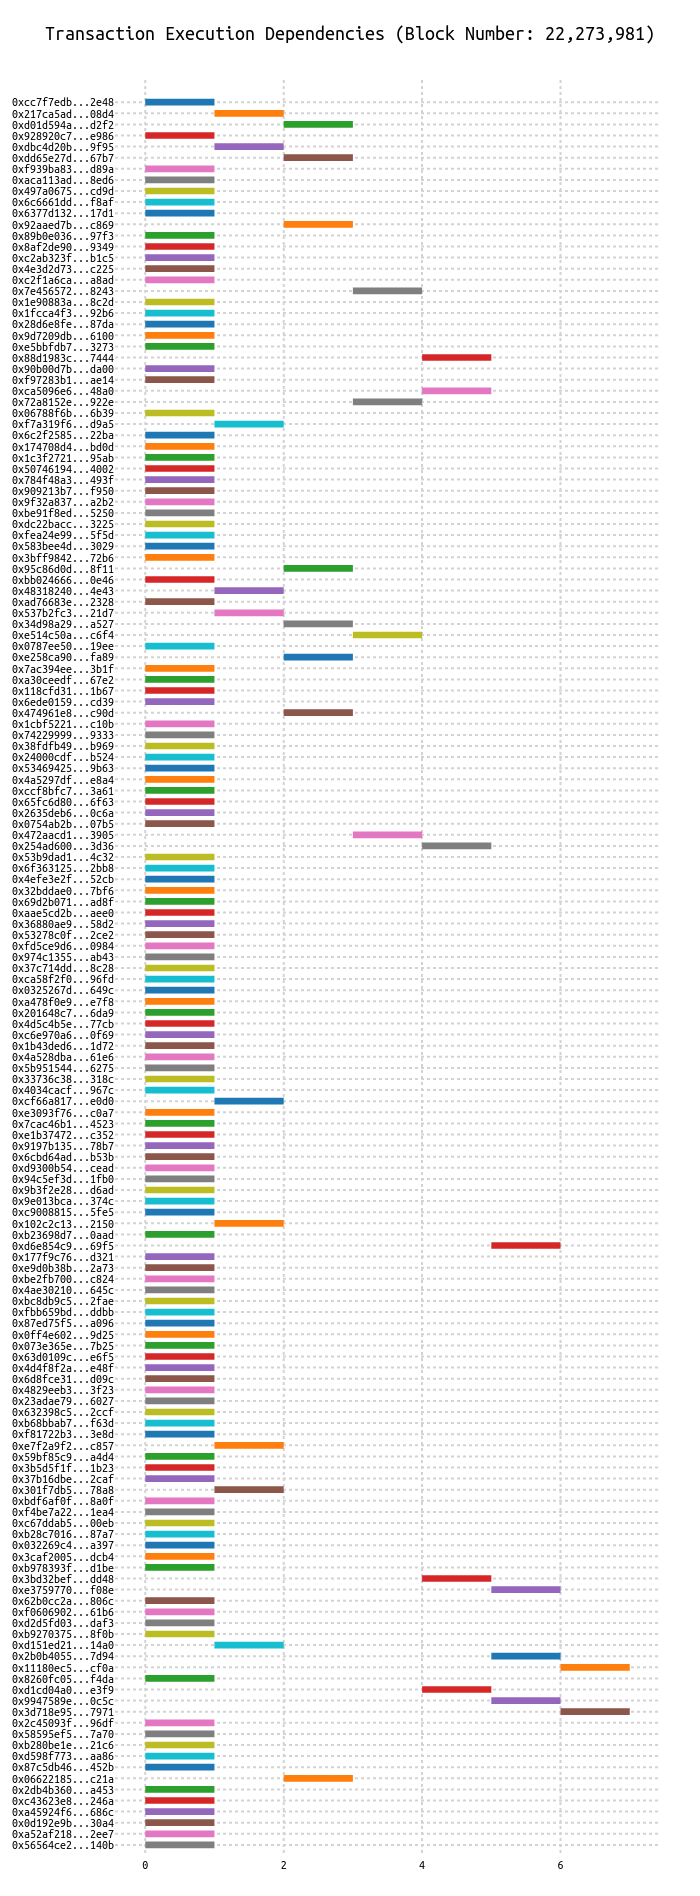 Transaction Execution Dependencies (Block Number: 22,273,981)
0xcc7f7edb...2e48
0x217ca5ad...08d4
0xd01d594a...d2f2
0x928920c7...e986
0xdbc4d20b...9f95
0xdd65e27d...67b7
0xf939ba83...d89a
0xaca113ad...8ed6
0x497a0675...cd9d
0x6c6661dd...f8af
0x6377d132...17d1
0x92aaed7b...c869
0x89b0e036...97f3
0x8af2de90...9349
0xc2ab323f...b1c5
0x4e3d2d73...c225
0xc2f1a6ca...a8ad
0x7e456572...8243
0x1e90883a...8c2d
0x1fcca4f3...92b6
0x28d6e8fe...87da
0x9d7209db...6100
0xe5bbfdb7...3273
0x88d1983c...7444
0x90b00d7b...da00
0xf97283b1...ae14
0xca5096e6...48a0
0x72a8152e...922e
0x06788f6b...6b39
0xf7a319f6...d9a5
0x6c2f2585...22ba
0x174708d4...bd0d
0x1c3f2721...95ab
0x50746194...4002
0x784f48a3...493f
0x909213b7...f950
0x9f32a837...a2b2
0xbe91f8ed...5250
0xdc22bacc...3225
0xfea24e99...5f5d
0x583bee4d...3029
0x3bff9842...72b6
0x95c86d0d...8f11
0xbb024666...0e46
0x48318240...4e43
0xad76683e...2328
0x537b2fc3...21d7
0x34d98a29...a527
0xe514c50a...c6f4
0x0787ee50...19ee
0xe258ca90...fa89
0x7ac394ee...3b1f
0xa30ceedf...67e2
0x118cfd31...1b67
0x6ede0159...cd39
0x474961e8...c90d
0x1cbf5221...c10b
0x74229999...9333
0x38fdfb49...b969
0x24000cdf...b524
0x53469425...9b63
0x4a5297df...e8a4
0xccf8bfc7...3a61
0x65fc6d80...6f63
0x2635deb6...0c6a
0x0754ab2b...07b5
0x472aacd1...3905
0x254ad600...3d36
0x53b9dad1...4c32
0x6f363125...2bb8
0x4efe3e2f...52cb
0x32bddae0...7bf6
0x69d2b071...ad8f
0xaae5cd2b...aee0
0x36880ae9...58d2
0x53278c0f...2ce2
0xfd5ce9d6...0984
0x974c1355...ab43
0x37c714dd...8c28
0xca58f2f0...96fd
0x0325267d...649c
0xa478f0e9...e7f8
0x201648c7...6da9
0x4d5c4b5e...77cb
0xc6e970a6...0f69
0x1b43ded6...1d72
0x4a528dba...61e6
0x5b951544...6275
0x33736c38...318c
0x4034cacf...967c
0xcf66a817...e0d0
0xe3093f76...c0a7
0x7cac46b1...4523
0xe1b37472...c352
0x9197b135...78b7
0x6cbd64ad...b53b
0xd9300b54...cead
0x94c5ef3d...1fb0
0x9b3f2e28...d6ad
0x9e013bca...374c
0xc9008815...5fe5
0x102c2c13...2150
0xb23698d7...0aad
0xd6e854c9...69f5
0x177f9c76...d321
0xe9d0b38b...2a73
0xbe2fb700...c824
0x4ae30210...645c
0xbc8db9c5...2fae
0xfbb659bd...ddbb
0x87ed75f5...a096
0x0ff4e602...9d25
0x073e365e...7b25
0x63d0109c...e6f5
0x4d4f8f2a...e48f
0x6d8fce31...d09c
0x4829eeb3...3f23
0x23adae79...6027
0x632398c5...2ccf
0xb68bbab7...f63d
0xf81722b3...3e8d
0xe7f2a9f2...c857
0x59bf85c9...a4d4
0x3b5d5f1f...1b23
0x37b16dbe...2caf
0x301f7db5...78a8
0xbdf6af0f...8a0f
0xf4be7a22...1ea4
0xc67ddab5...00eb
0xb28c7016...87a7
0x032269c4...a397
0x3caf2005...dcb4
0xb978393f...d1be
0x3bd32bef...dd48
0xe3759770...f08e
0x62b0cc2a...806c
0xf0606902...61b6
0xd2d5fd03...daf3
0xb9270375...8f0b
0xd151ed21...14a0
0x2b0b4055...7d94
0x11180ec5...cf0a
0x8260fc05...f4da
0xd1cd04a0...e3f9
0x9947589e...0c5c
0x3d718e95...7971
0x2c45093f...96df
0x58595ef5...7a70
0xb280be1e...21c6
0xd598f773...aa86
0x87c5db46...452b
0x06622185...c21a
0x2db4b360...a453
0xc43623e8...246a
0xa45924f6...686c
0x0d192e9b...30a4
0xa52af218...2ee7
0x56564ce2...140b
0 2 4 6